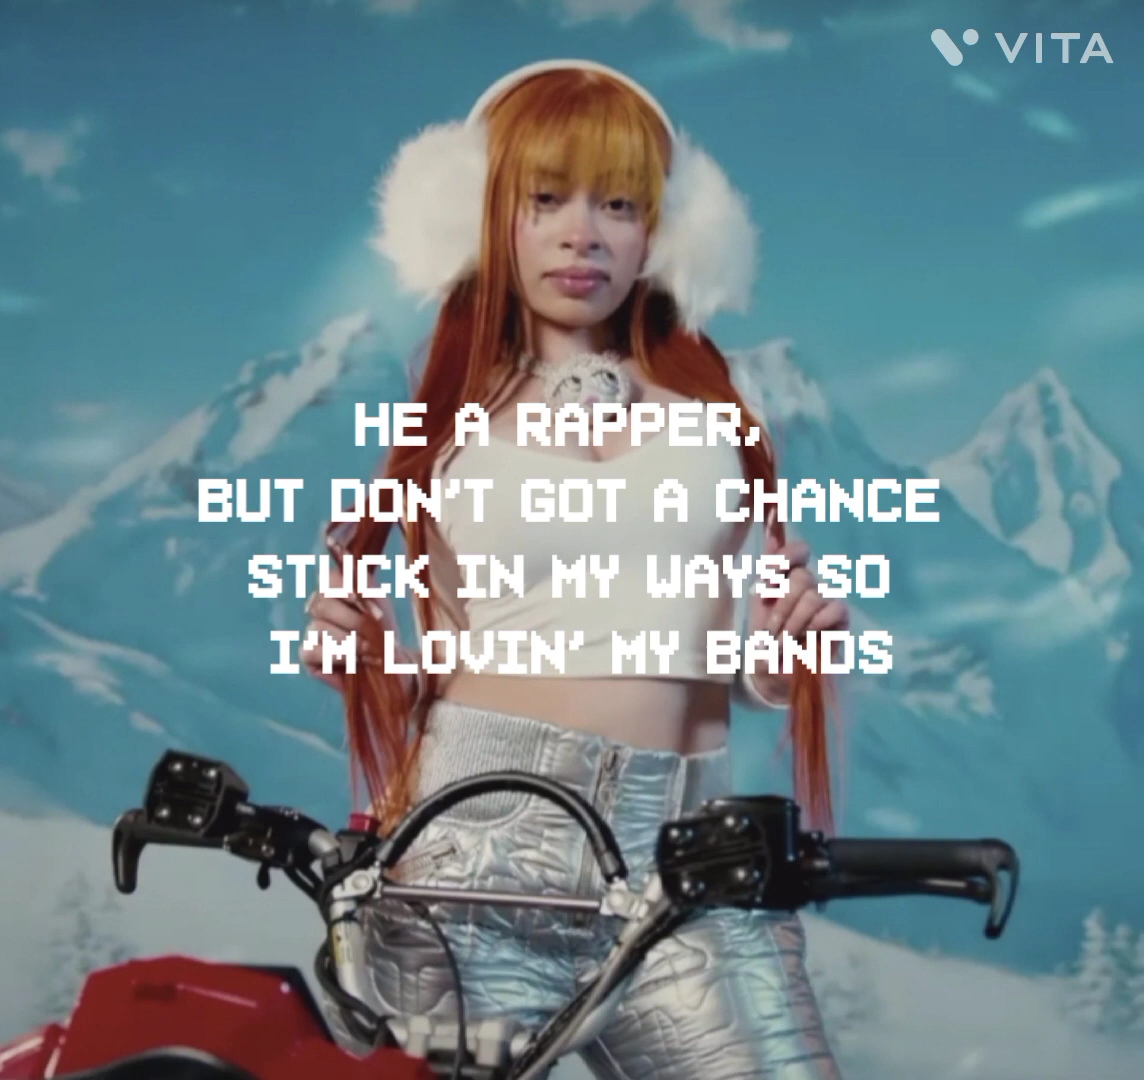 VITA
HE A RAPPER,
BUT DON'T GOT A CHANCE
STUCK IN MY WAYS SO
I'M LOVIN' MY BANDS